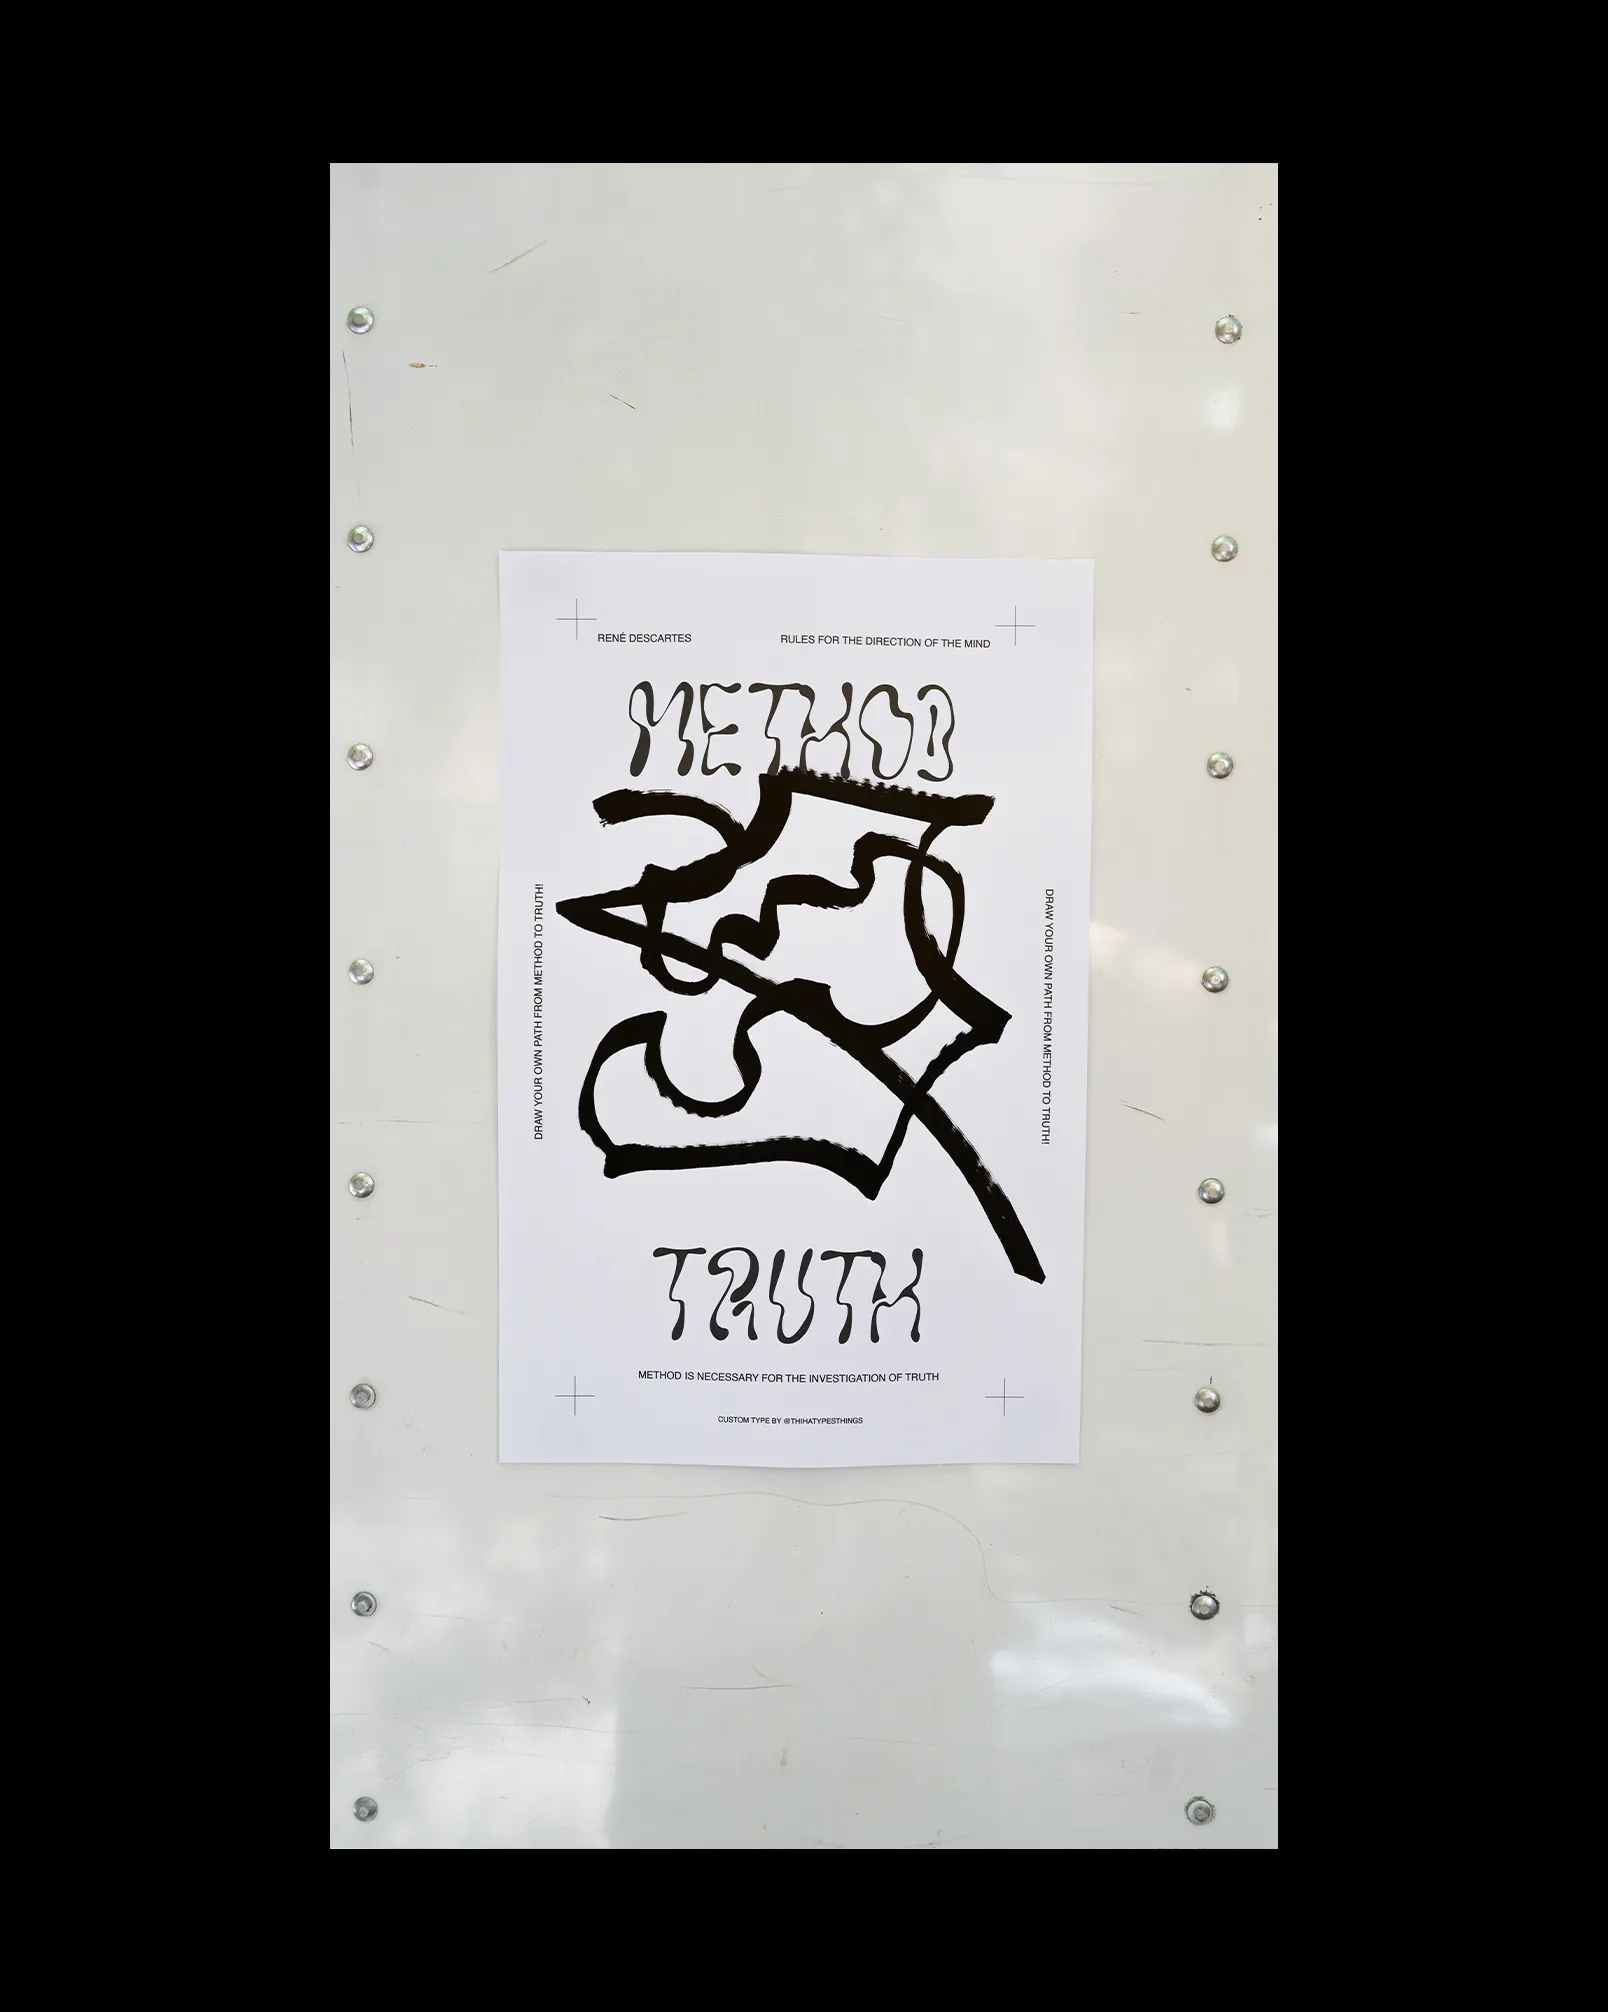 RENÉ DESCARTES
RULES FOR THE DIRECTION OF THE MIND
METHOD
DRAW YOUR OWN PATH FROM METHOD TO TRUTH!
DRAW YOUR OWN PATH FROM METHOD TO TRUTH!
TRUTH
METHOD IS NECESSARY FOR THE INVESTIGATION OF TRUTH
CUSTOM TYPE BY @THIHATYPESTHINGS